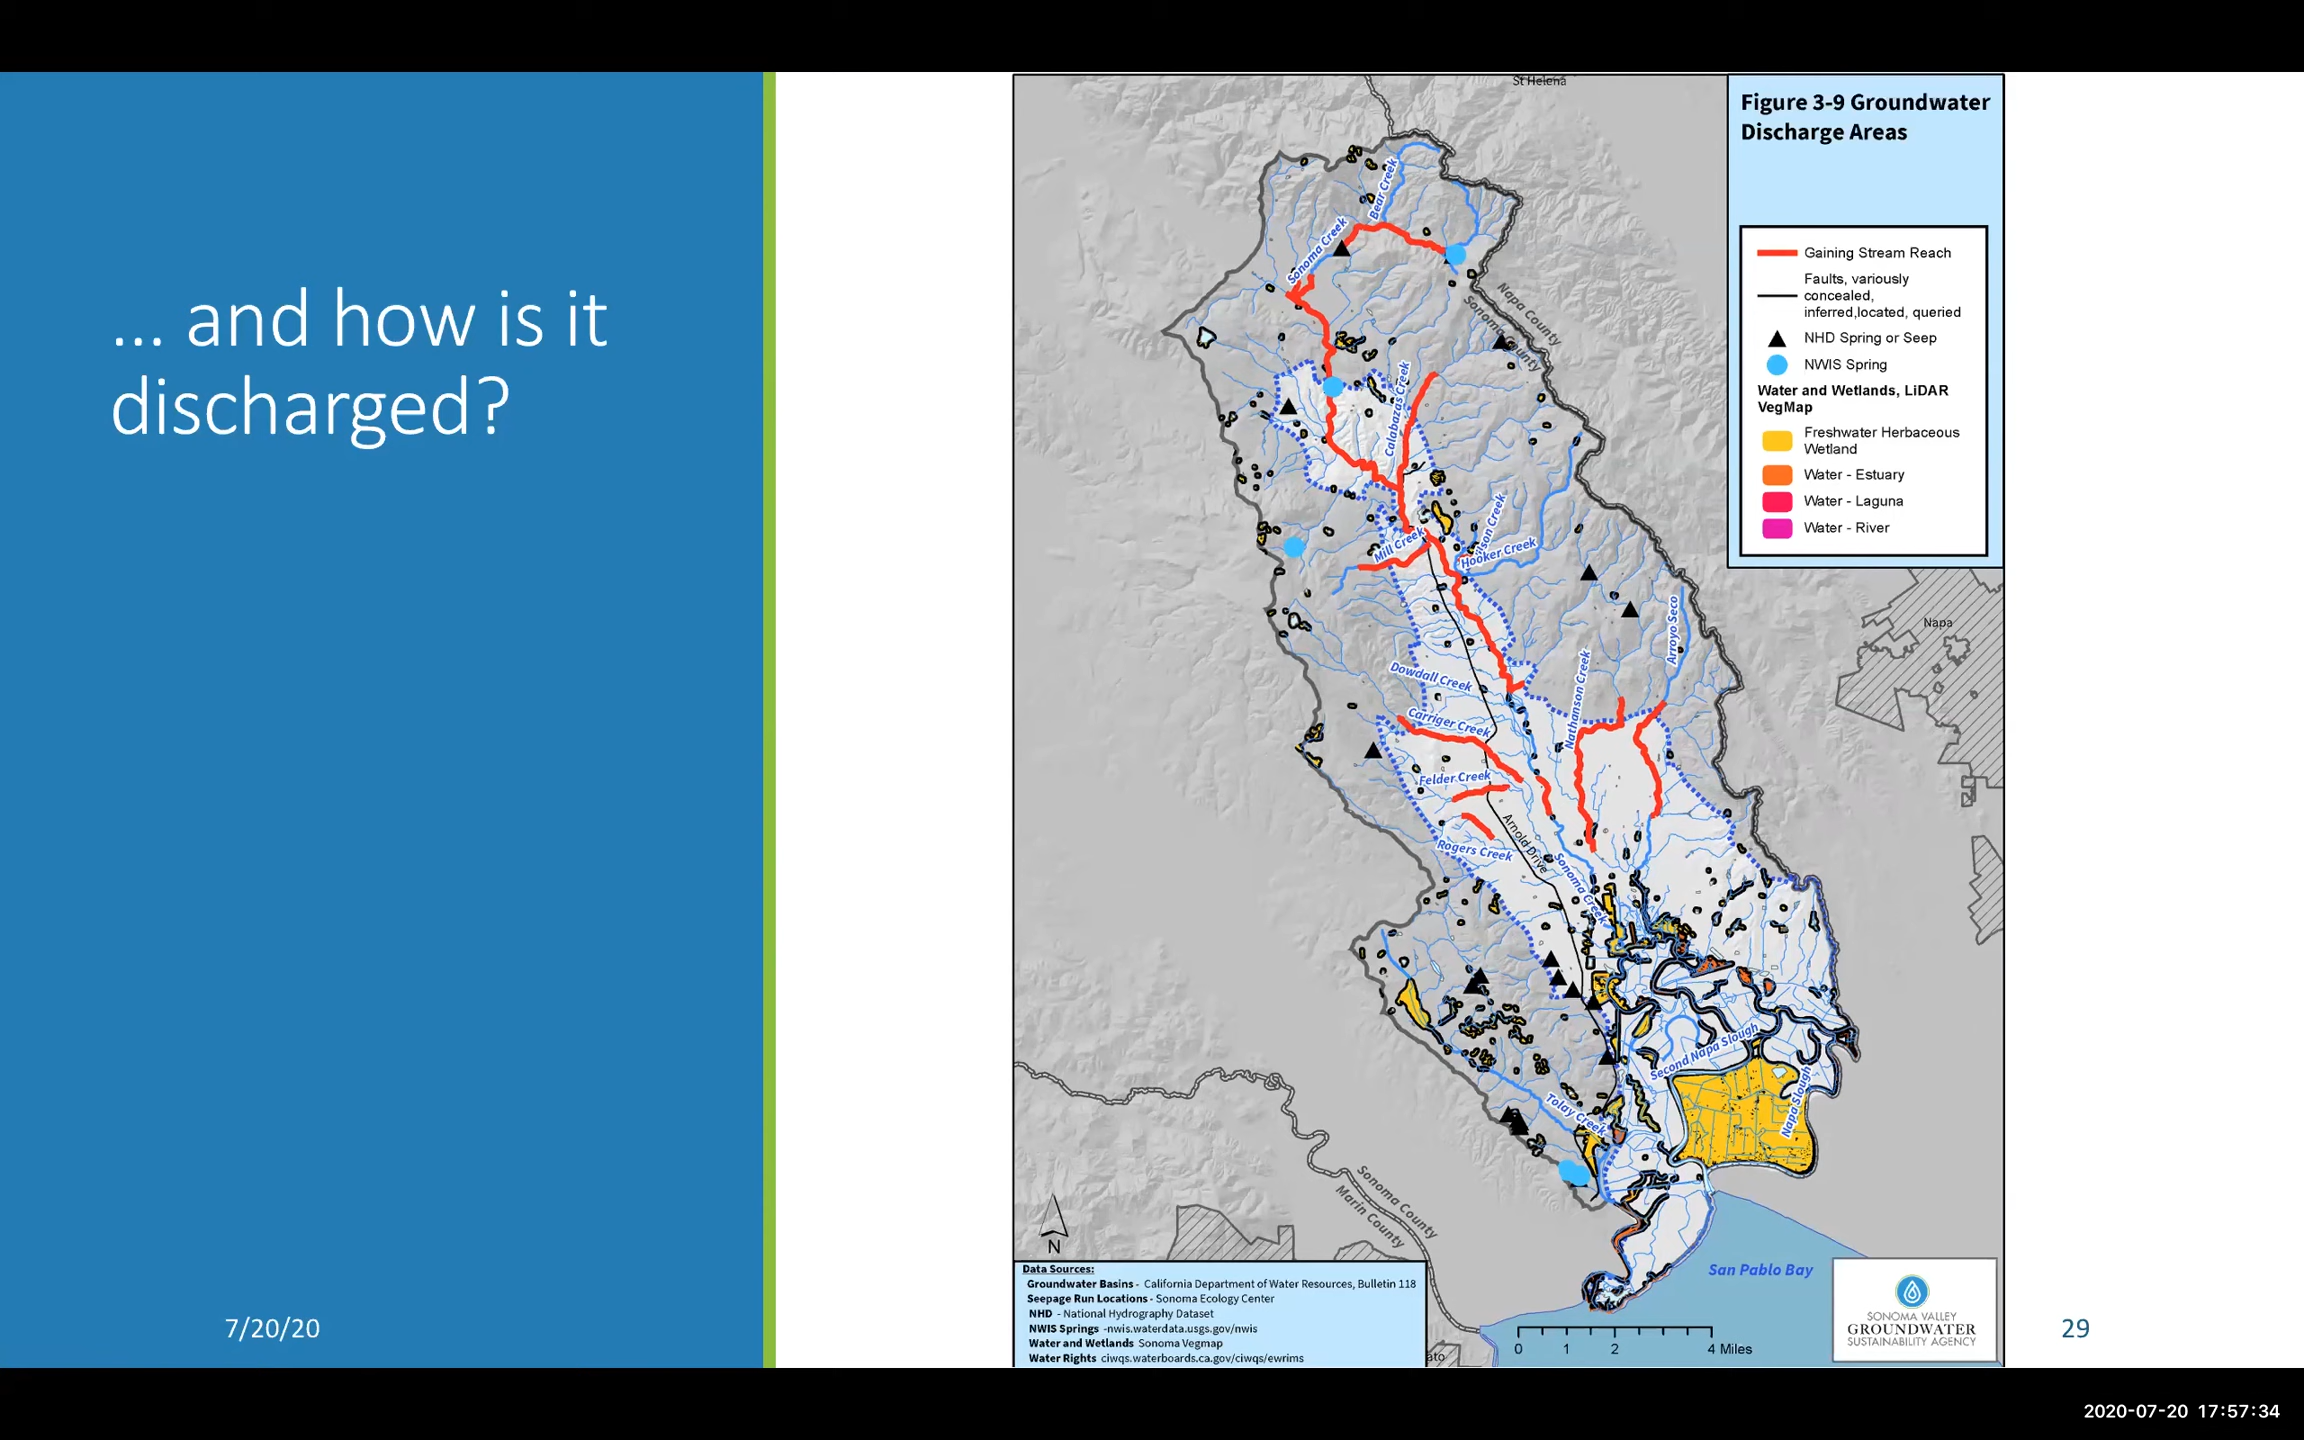 ... and how is it
discharged?
7/20/20
29
Figure 3-9 Groundwater
Discharge Areas
Gaining Stream Reach
Faults, variously
concealed,
inferred,located, queried
NHD Spring or Seep
NWIS Spring
Water and Wetlands, LiDAR
VegMap
Freshwater Herbaceous
Wetland
Water - Estuary
Water - Laguna
Water - River
St Helena
Bear Creek
Sonoma Creek
Napa County
Sonoma County
Calabazas Creek
Mill Creek
Hooker Creek
Arroyo Seco
Napa
Nathanson Creek
Dowdall Creek
Carriger Creek
Felder Creek
Arnold Drive
Rogers Creek
Sonoma Creek
Second Napa Slough
Napa Slough
Tolay Creek
Sonoma County
Marin County
San Pablo Bay
N
Data Sources:
Groundwater Basins - California Department of Water Resources, Bulletin 118
Seepage Run Locations - Sonoma Ecology Center
NHD - National Hydrography Dataset
NWIS Springs -nwis.waterdata.usgs.gov/nwis
Water and Wetlands Sonoma Vegmap
Water Rights ciwqs.waterboards.ca.gov/ciwqs/ewrims
0 1 2 4 Miles
SONOMA VALLEY
GROUNDWATER
SUSTAINABILITY AGENCY
2020-07-20 17:57:34